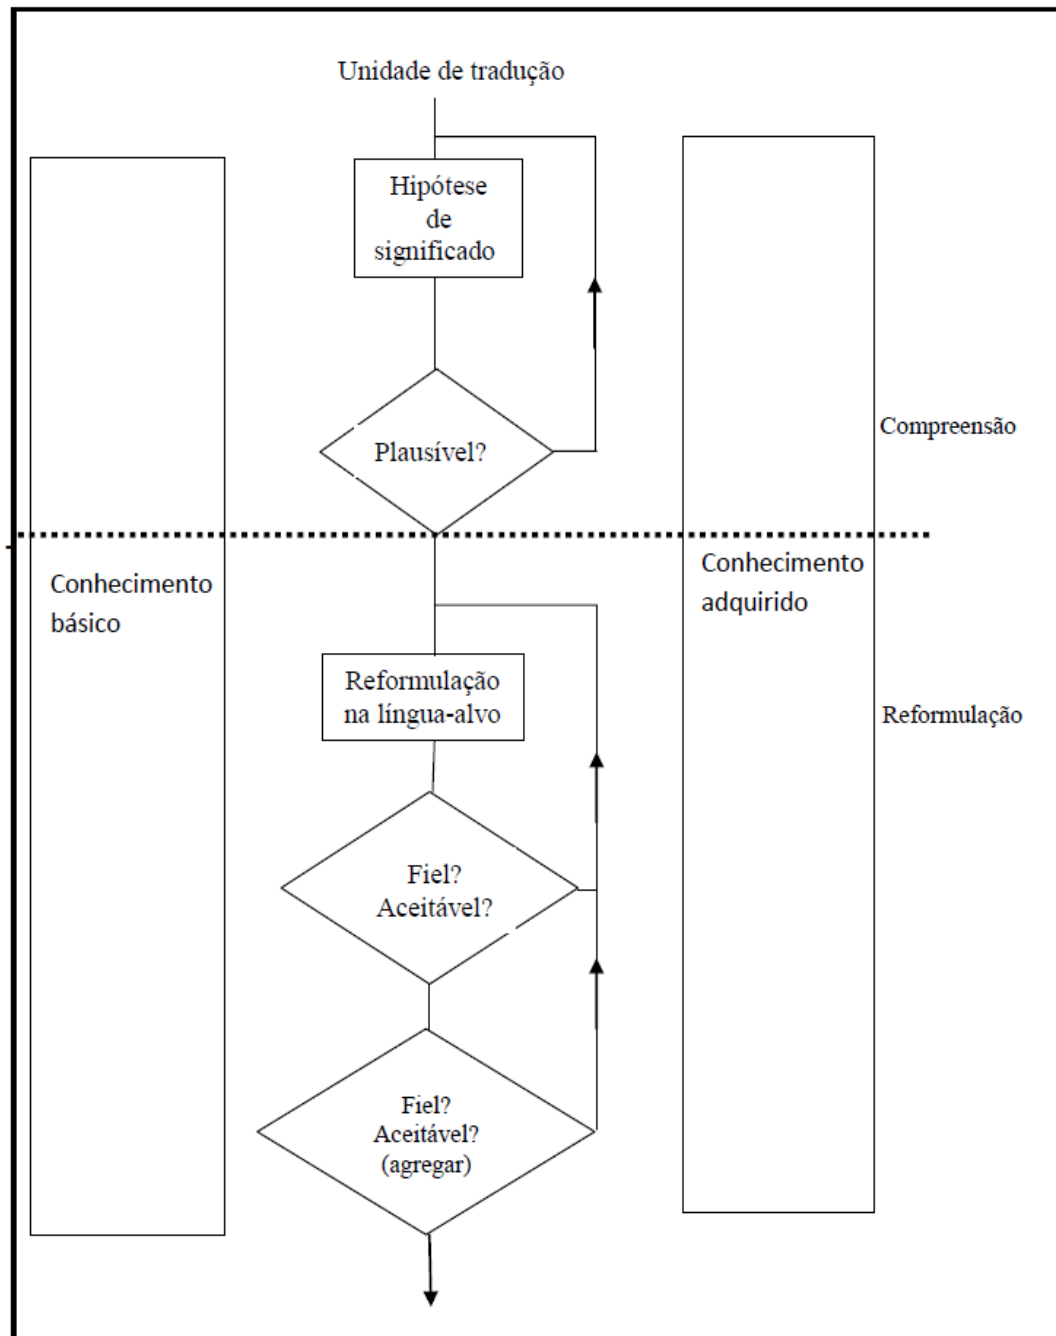 Unidade de tradução
Hipótese
de
significado
Plausível?
Compreensão
Conhecimento
básico
Conhecimento
adquirido
Reformulação
na língua-alvo
Reformulação
Fiel?
Aceitável?
Fiel?
Aceitável?
(agregar)